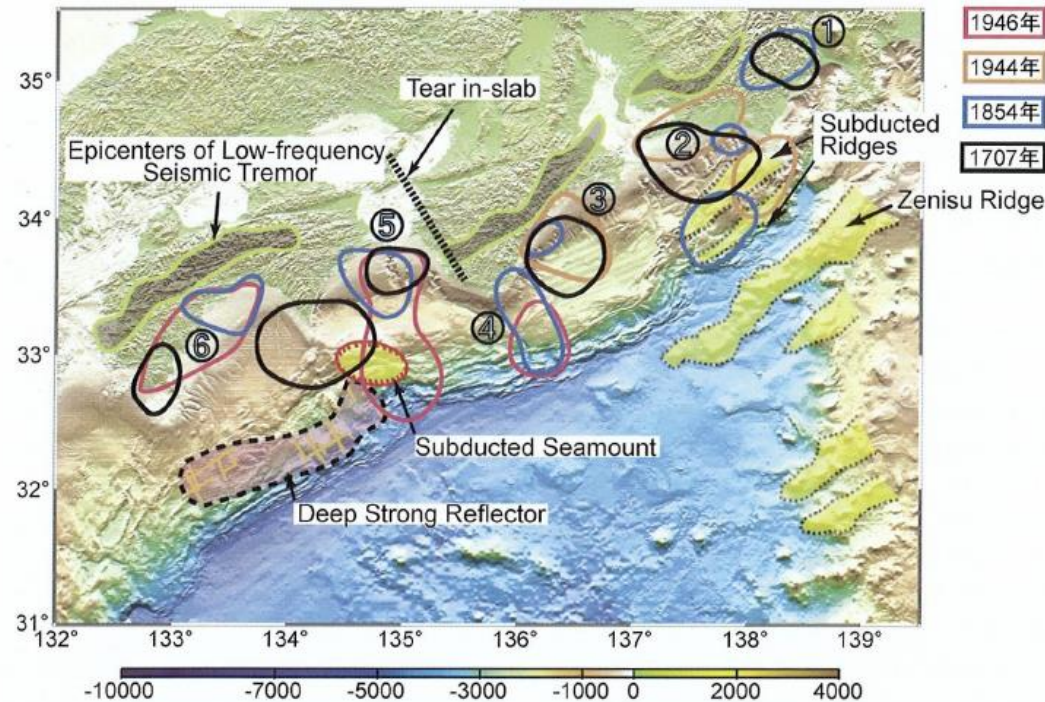 ①
1946年
1944年
1854年
1707年
35°
Tear in-slab
②
Subducted
Ridges
Epicenters of Low-frequency
Seismic Tremor
34°
③
Zenisu Ridge
⑤
④
33°
⑥
Subducted Seamount
32°
Deep Strong Reflector
31°
132 133 134 135 136 137 138 139
-10000 -7000 -5000 -3000 -1000 0 2000 4000